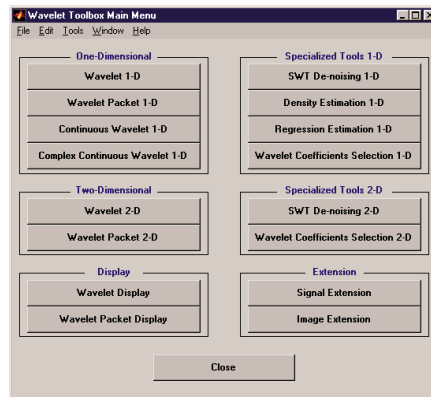 Wavelet Toolbox Main Menu
File Edit Tools Window Help
One-Dimensional
Wavelet 1-D
Wavelet Packet 1-D
Continuous Wavelet 1-D
Complex Continuous Wavelet 1-D
Specialized Tools 1-D
SWT De-noising 1-D
Density Estimation 1-D
Regression Estimation 1-D
Wavelet Coefficients Selection 1-D
Two-Dimensional
Wavelet 2-D
Wavelet Packet 2-D
Specialized Tools 2-D
SWT De-noising 2-D
Wavelet Coefficients Selection 2-D
Display
Wavelet Display
Wavelet Packet Display
Extension
Signal Extension
Image Extension
Close